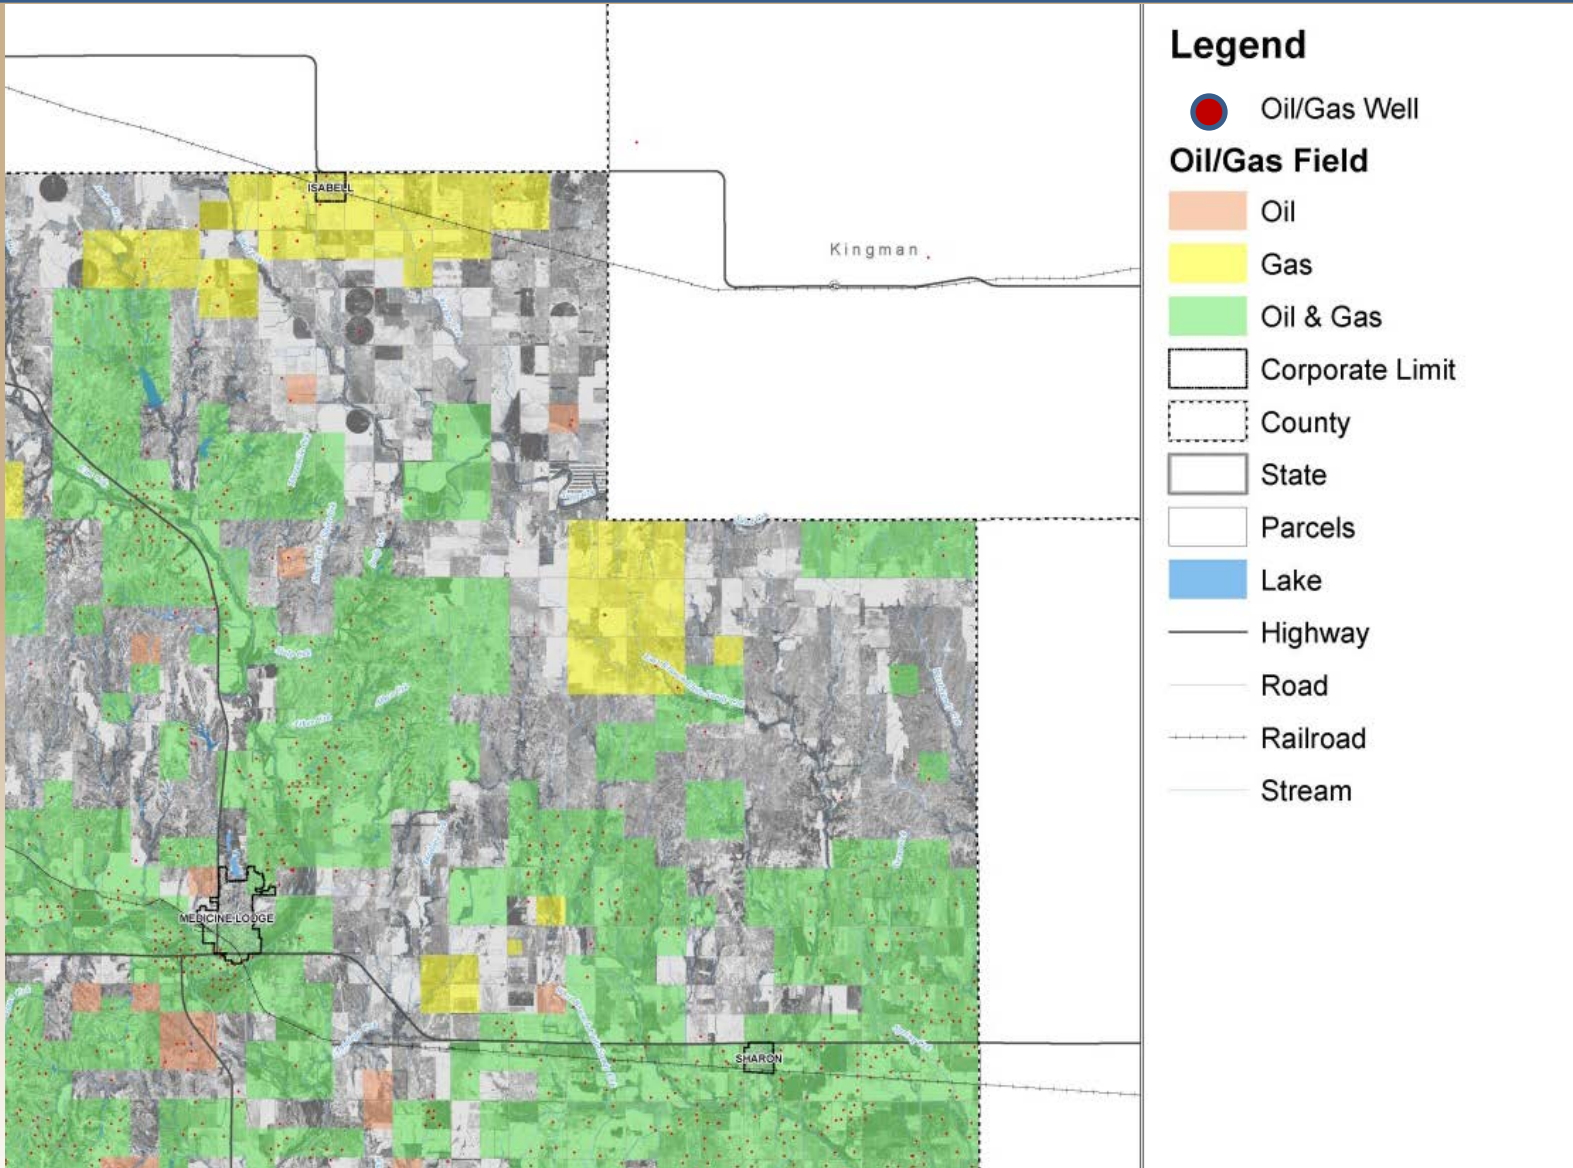 Legend
Oil/Gas Well
Oil/Gas Field
Oil
Gas
Oil & Gas
Corporate Limit
County
State
Parcels
Lake
Highway
Road
Railroad
Stream
ISABELL
Kingman
MEDICINE LODGE
SHARON